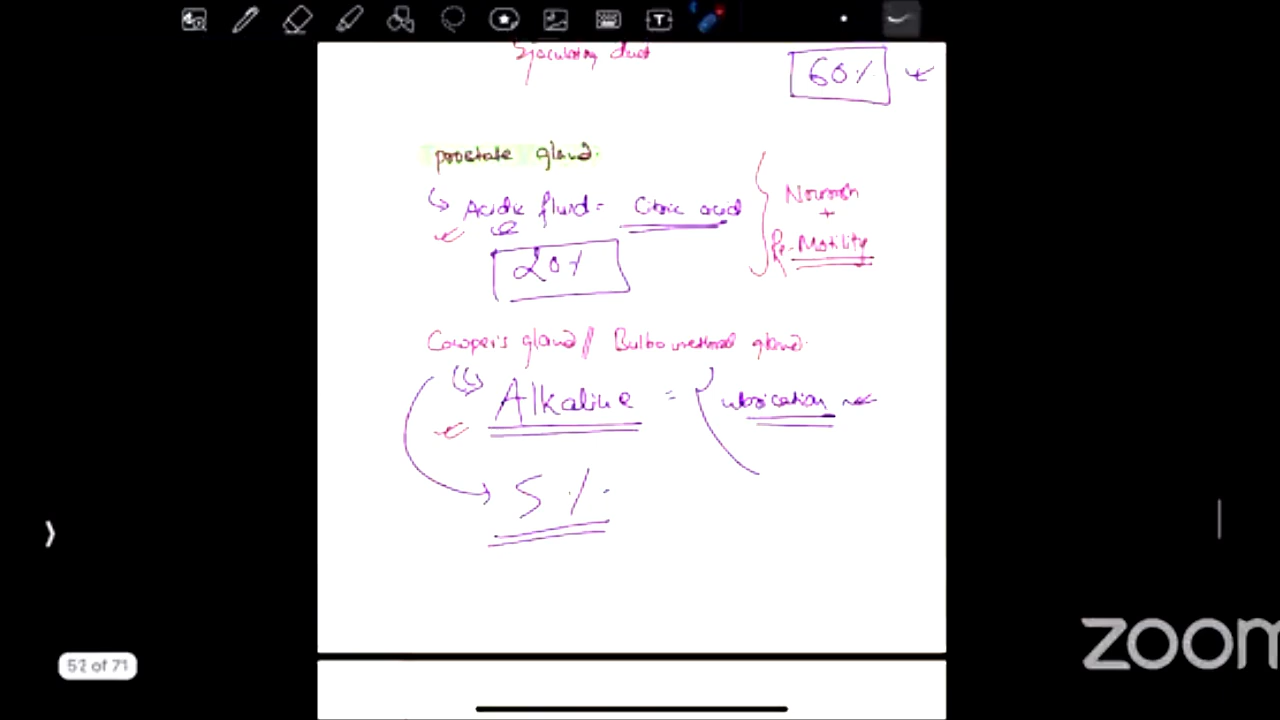 Ejaculatory duct
60%
prostate gland.
↳ Acidic fluid = Citric acid
Nourish
+
Motility
20%
Cowper's gland // Bulbourethral gland.
Alkaline = Lubrication
5%
52 of 71
zoom